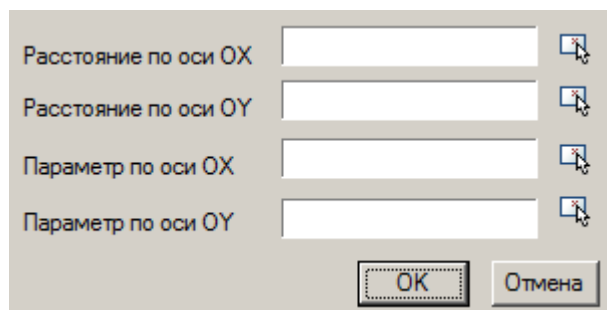 Расстояние по оси OX
Расстояние по оси OY
Параметр по оси OX
Параметр по оси OY
OK
Отмена